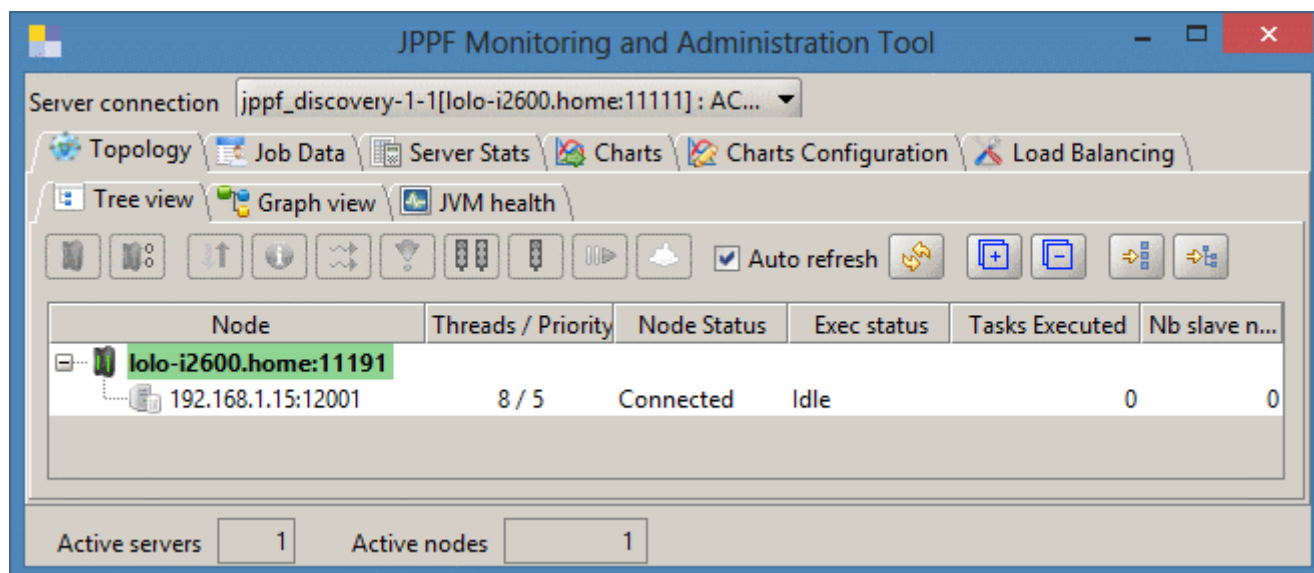 JPPF Monitoring and Administration Tool
Server connection jppf_discovery-1-1[lolo-i2600.home:11111] : AC...
Topology Job Data Server Stats Charts Charts Configuration Load Balancing
Tree view Graph view JVM health
Auto refresh
Node Threads / Priority Node Status Exec status Tasks Executed Nb slave n...
lolo-i2600.home:11191
192.168.1.15:12001 8 / 5 Connected Idle 0 0
Active servers 1 Active nodes 1